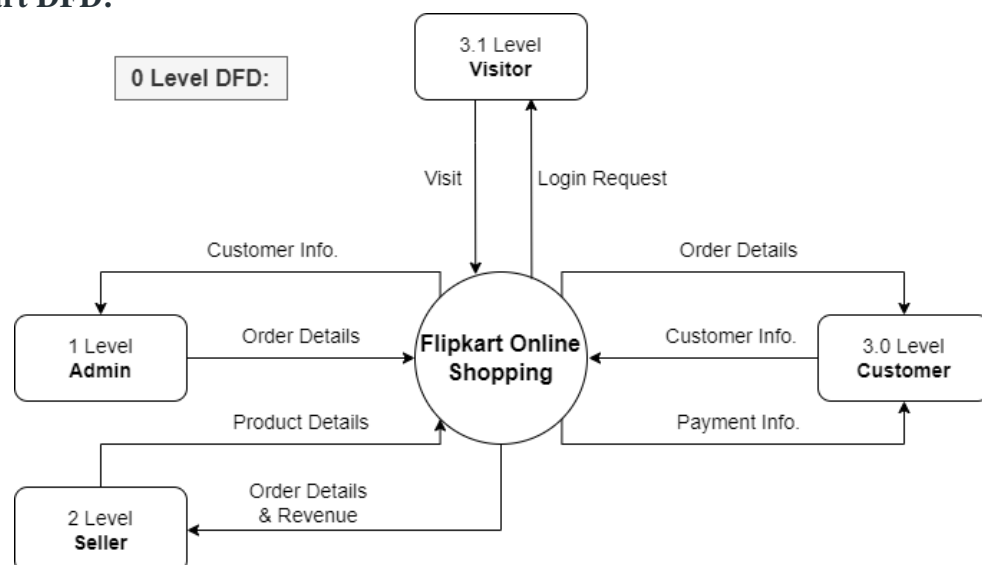 DFD:
3.1 Level
Visitor
0 Level DFD:
Visit
Login Request
Customer Info.
Order Details
1 Level
Admin
Order Details
Flipkart Online
Shopping
Customer Info.
3.0 Level
Customer
Product Details
Payment Info.
Order Details
& Revenue
2 Level
Seller